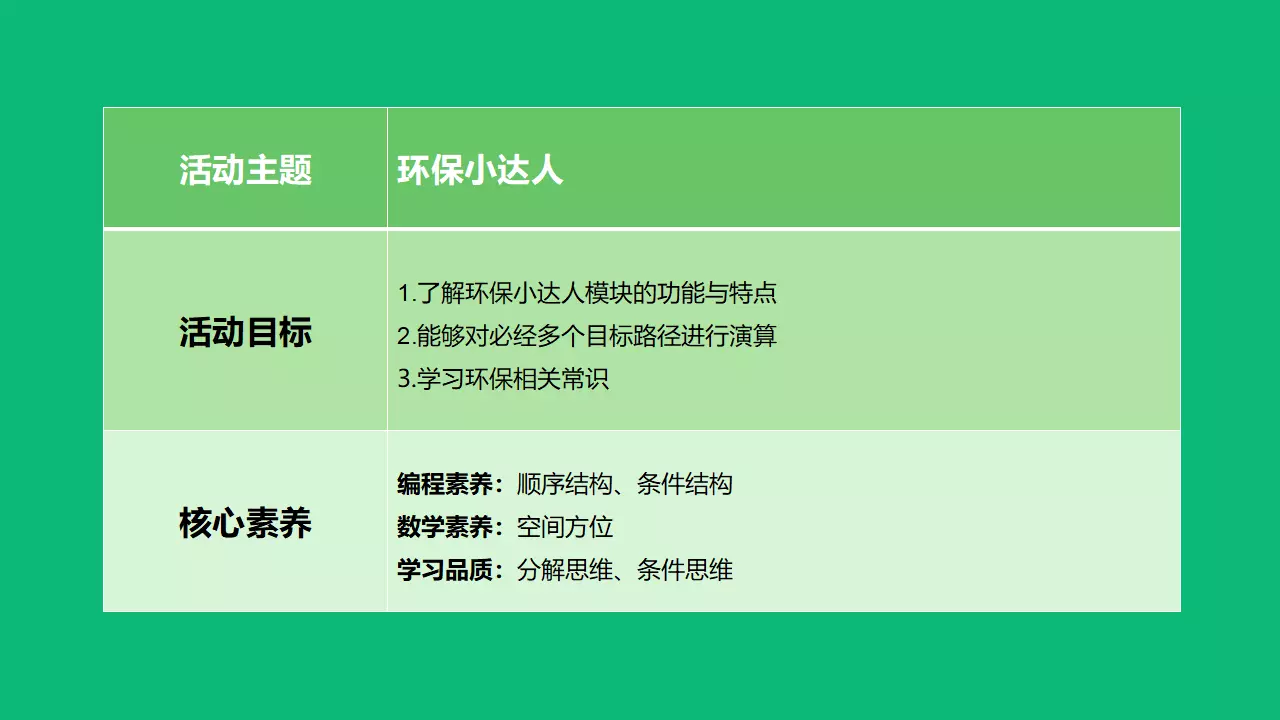 活动主题
环保小达人
活动目标
1.了解环保小达人模块的功能与特点
2.能够对必经多个目标路径进行演算
3.学习环保相关常识
核心素养
编程素养：顺序结构、条件结构
数学素养：空间方位
学习品质：分解思维、条件思维